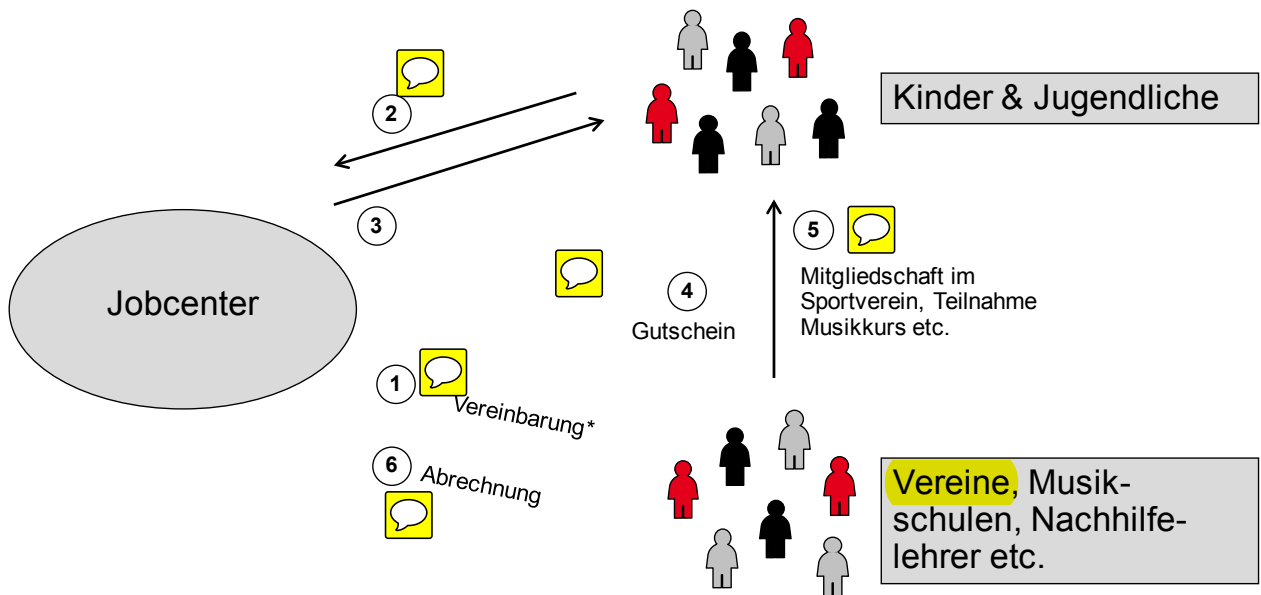 2
Kinder & Jugendliche
3
5
Mitgliedschaft im
Sportverein, Teilnahme
Musikkurs etc.
4
Gutschein
Jobcenter
1
Vereinbarung*
6
Abrechnung
Vereine, Musik-
schulen, Nachhilfe-
lehrer etc.